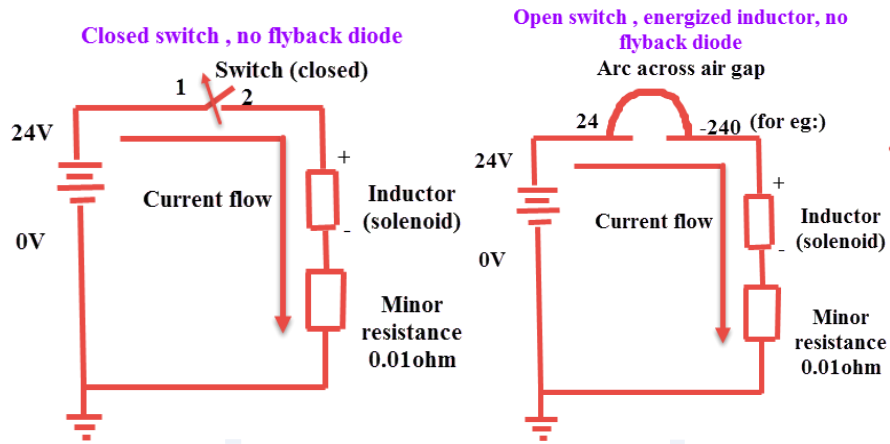 Closed switch , no flyback diode
Switch (closed)
1
2
24V
+
Current flow
Inductor
(solenoid)
-
0V
Minor
resistance
0.01ohm
Open switch , energized inductor, no
flyback diode
Arc across air gap
24
-240
(for eg:)
24V
+
Current flow
Inductor
(solenoid)
-
0V
Minor
resistance
0.01ohm